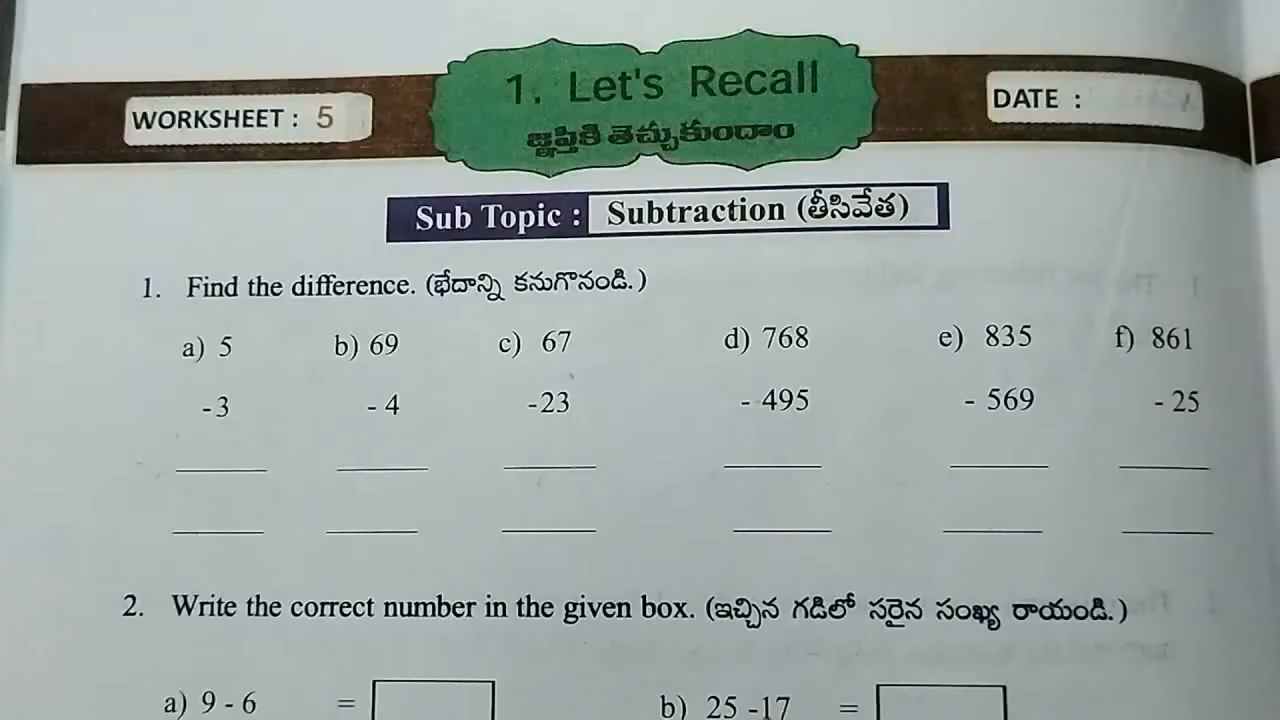 WORKSHEET : 5
1. Let's Recall
జ్ఞప్తికి తెచ్చుకుందాం
DATE :
Sub Topic : Subtraction (తీసివేత)
1. Find the difference. (భేదాన్ని కనుగొనండి.)
a) 5 b) 69 c) 67 d) 768 e) 835 f) 861
-3 - 4 -23 - 495 - 569 - 25
2. Write the correct number in the given box. (ఇచ్చిన గడిలో సరైన సంఖ్య రాయండి.)
a) 9 - 6 = b) 25 -17 =